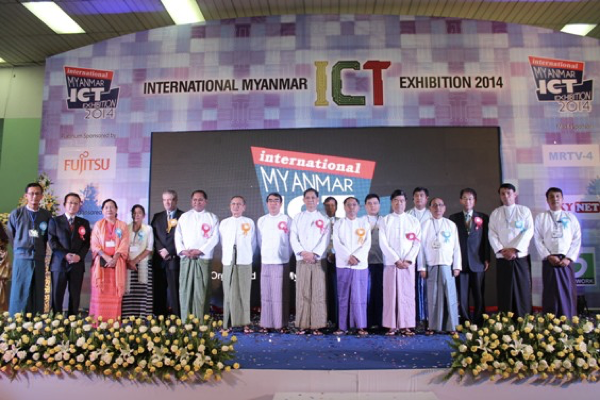 INTERNATIONAL MYANMAR ICT EXHIBITION 2014
international
MYANMAR
ICT
EXHIBITION
2014
FUJITSU
international
MYANMAR
international
MYANMAR
ICT
EXHIBITION
2014
MRTV-4
NET